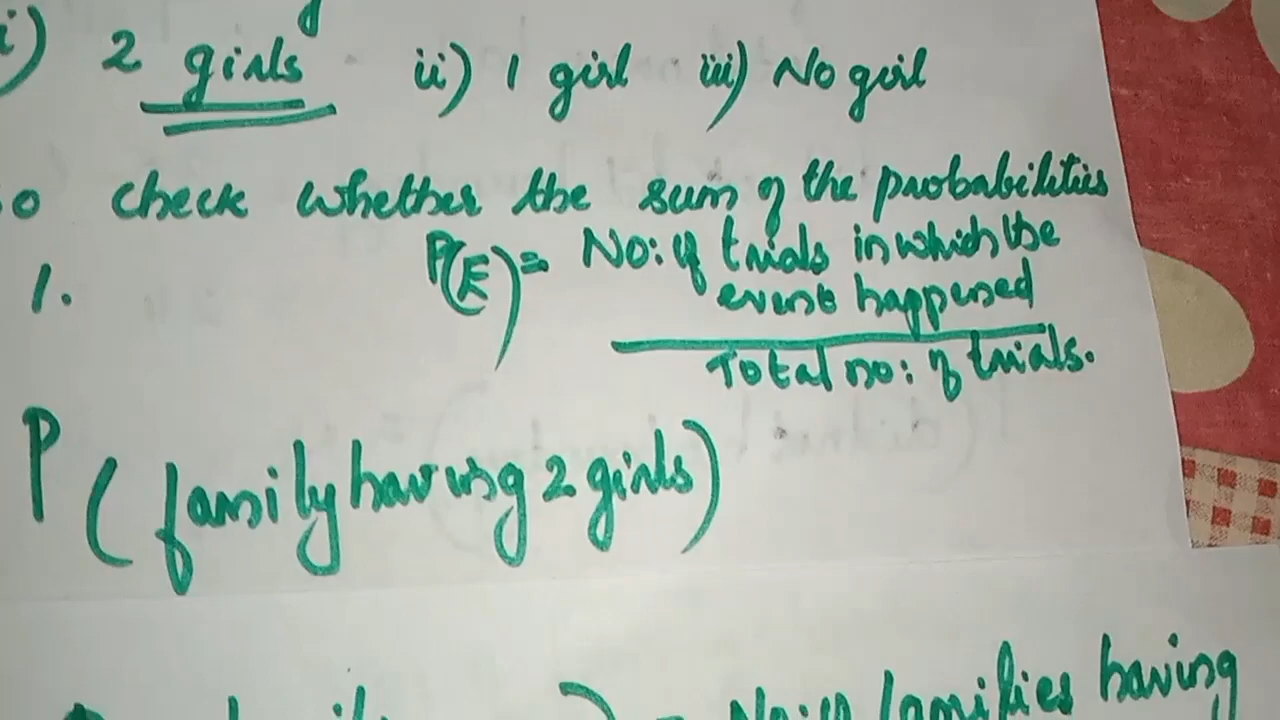 i) 2 girls ii) 1 girl iii) No girl
so check whether the sum of the probabilities
1.
P(E) = No: of trials in which the
event happened
Total no: of trials.
P (family having 2 girls)
= No: of families having